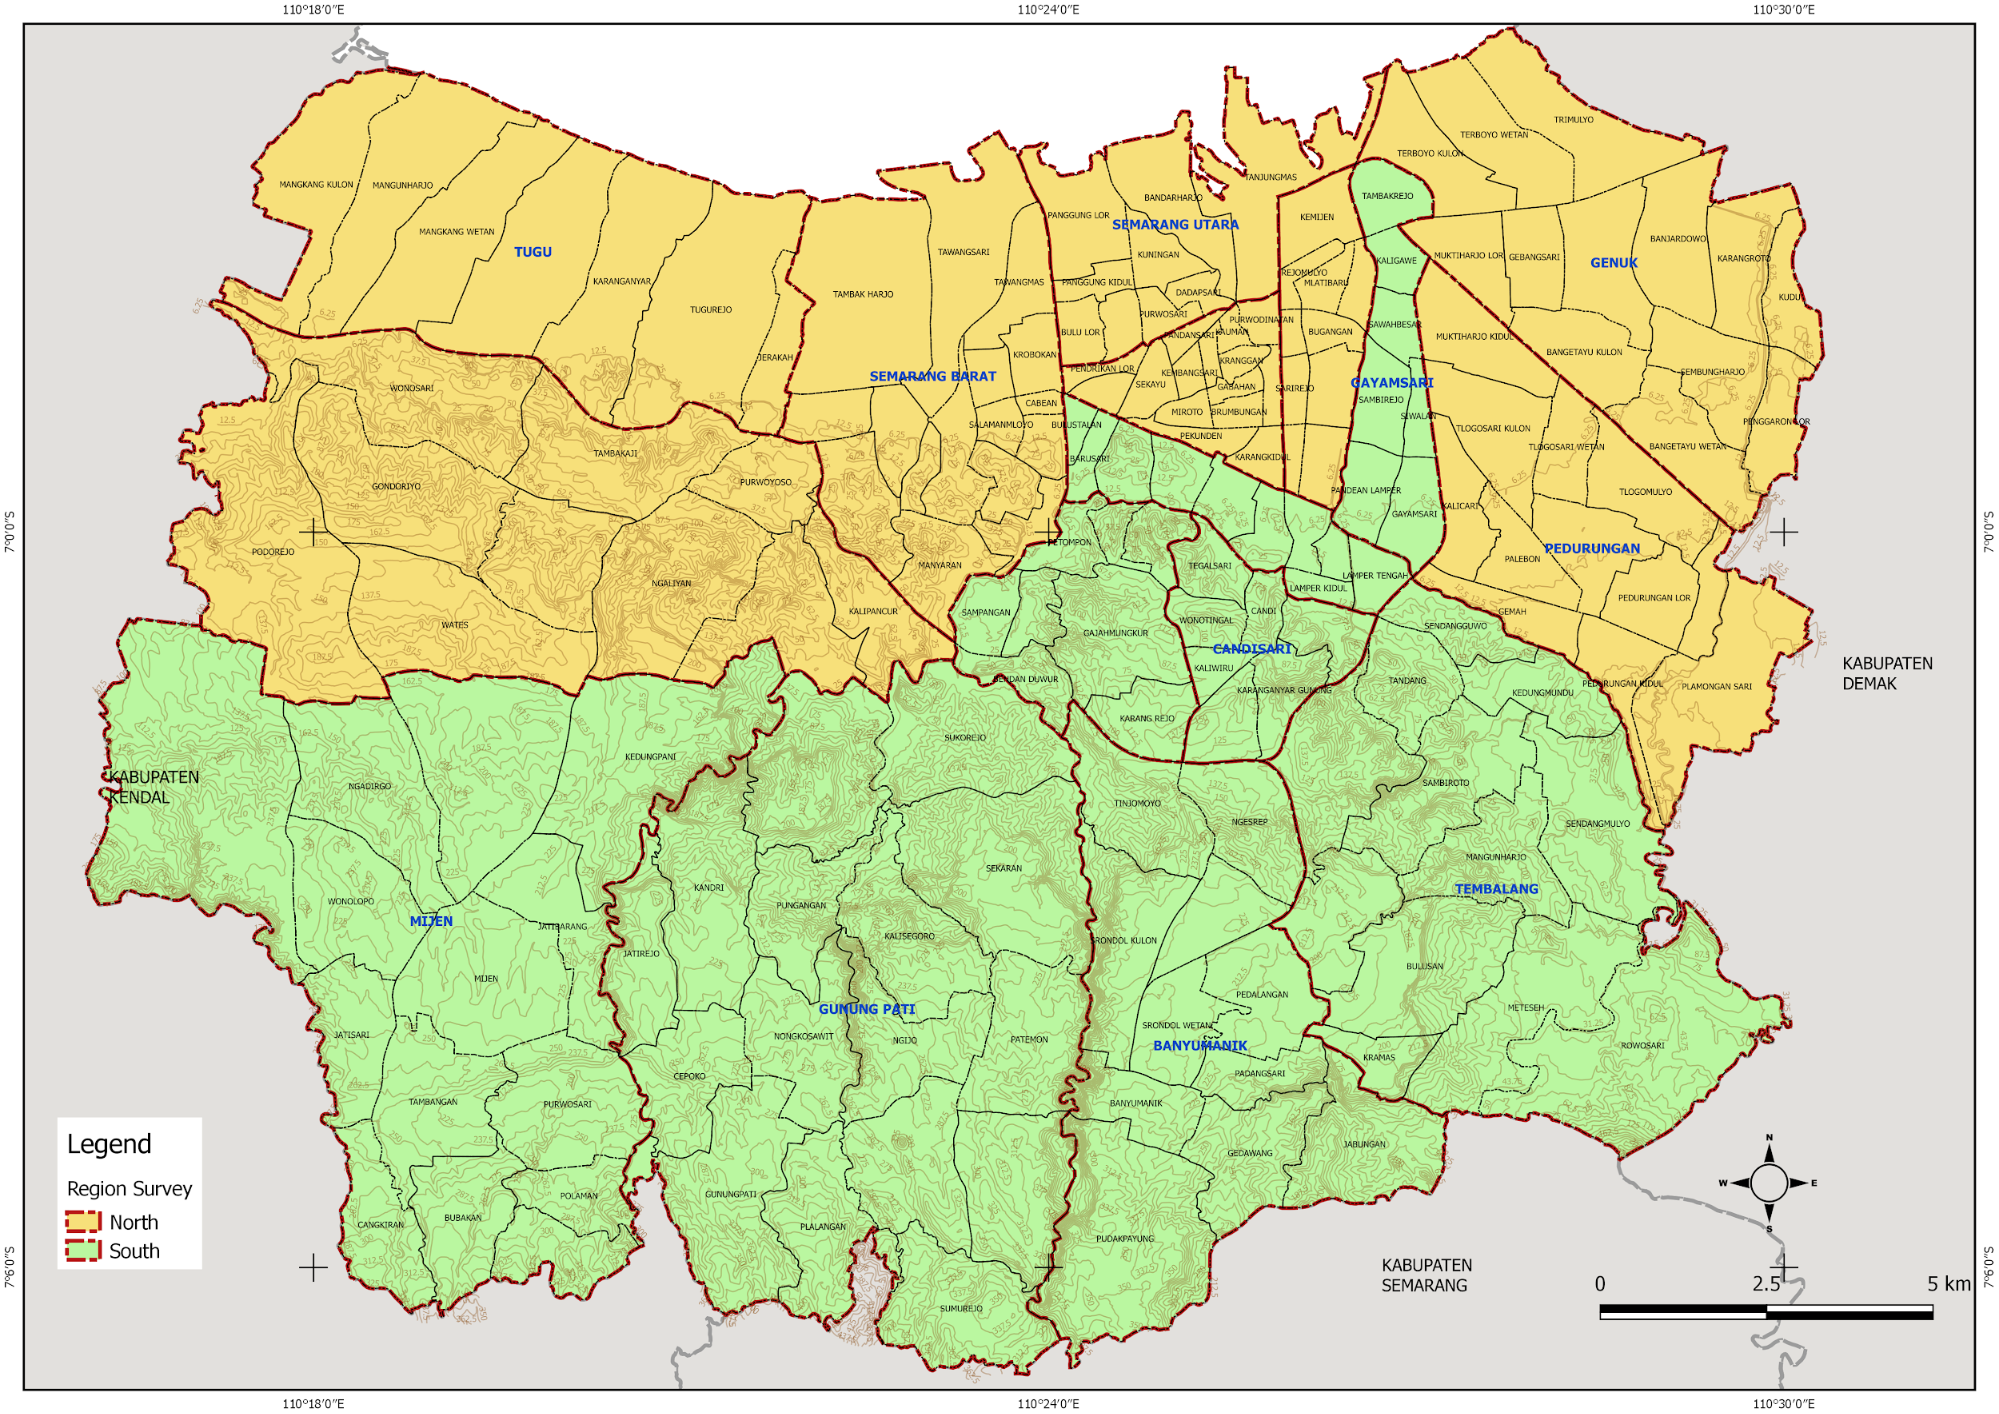 110°18'0"E
110°24'0"E
110°30'0"E
7°0'0"S
7°0'0"S
7°6'0"S
7°6'0"S
110°18'0"E
110°24'0"E
110°30'0"E
TRIMULYO
TERBOYO WETAN
TERBOYO KULON
MANGKANG KULON
MANGUNHARJO
TANJUNGMAS
BANDARHARJO
TAMBAKREJO
PANGGUNG LOR
SEMARANG UTARA
KEMIJEN
MANGKANG WETAN
TUGU
TAWANGSARI
KUNINGAN
KALIGAWE
MUKTIHARJO LOR
GEBANGSARI
GENUK
BANJARDOWO
KARANGROTO
KARANGANYAR
TAWANGMAS
PANGGUNG KIDUL
REJOMULYO
MLATIBARU
TAMBAK HARJO
DADAPSARI
KUDU
TUGUREJO
PURWOSARI
PURWODINATAN
SAWAHBESAR
BULU LOR
PANDANSARI
KAUMAN
BUGANGAN
MUKTIHARJO KIDUL
JERAKAH
KROBOKAN
KRANGGAN
BANGETAYU KULON
SEMARANG BARAT
PENDRIKAN LOR
KEMBANGSARI
SEMBUNGHARJO
WONOSARI
SEKAYU
GABAHAN
SARIREJO
GAYAMSARI
CABEAN
MIROTO
BRUMBUNGAN
SAMBIREJO
SIWALAN
PENGGARON LOR
SALAMANMLOYO
BULUSTALAN
PEKUNDEN
TLOGOSARI KULON
TLOGOSARI WETAN
BANGETAYU WETAN
TAMBAKAJI
BARUSARI
KARANGKIDUL
GONDORIYO
PURWOYOSO
PANDEAN LAMPER
TLOGOMULYO
KALICARI
GAYAMSARI
PODOREJO
PETOMPON
PEDURUNGAN
MANYARAN
TEGALSARI
PALEBON
NGALIYAN
LAMPER TENGAH
LAMPER KIDUL
PEDURUNGAN LOR
KALIPANCUR
SAMPANGAN
CANDI
GEMAH
WATES
WONOTINGAL
SENDANGGUWO
GAJAHMUNGKUR
CANDISARI
KALIWIRU
KABUPATEN
DEMAK
BENDAN DUWUR
TANDANG
PEDURUNGAN KIDUL
PLAMONGAN SARI
KARANGANYAR GUNUNG
KEDUNGMUNDU
KARANG REJO
SUKOREJO
KEDUNGPANI
KABUPATEN
KENDAL
NGADIRGO
SAMBIROTO
TINJOMOYO
NGESREP
SENDANGMULYO
MANGUNHARJO
SEKARAN
KANDRI
TEMBALANG
WONOLOPO
PUNGANGAN
MIJEN
JATIBARANG
KALISEGORO
SRONDOL KULON
JATIREJO
BULUSAN
MIJEN
PEDALANGAN
GUNUNG PATI
METESEH
SRONDOL WETAN
JATISARI
NONGKOSAWIT
NGIJO
PATEMON
BANYUMANIK
ROWOSARI
KRAMAS
CEPOKO
PADANGSARI
TAMBANGAN
PURWOSARI
BANYUMANIK
JABUNGAN
GEDAWANG
POLAMAN
GUNUNGPATI
CANGKIRAN
BUBAKAN
PLALANGAN
PUDAKPAYUNG
SUMUREJO
KABUPATEN
SEMARANG
Legend
Region Survey
North
South
N
W
E
S
0
2.5
5 km